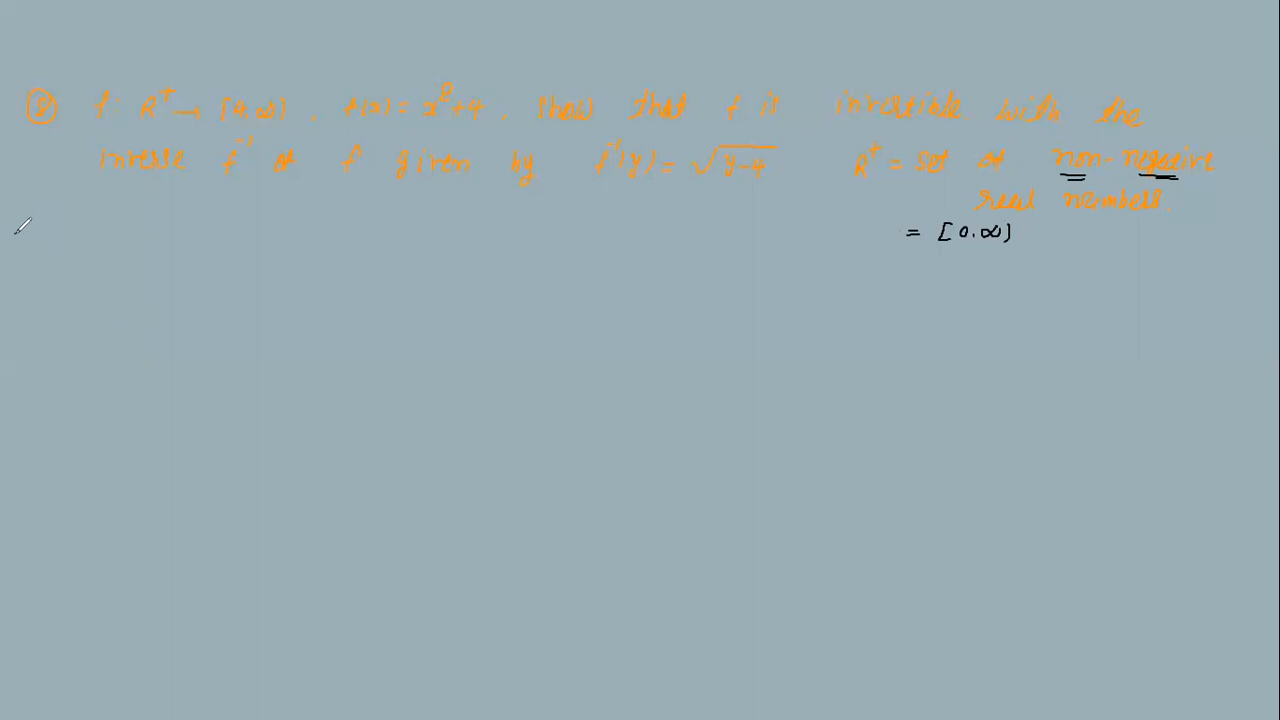 8) f: R⁺ → [4,∞) , f(x) = x²+4 . Show that f is invertible with the
inverse f⁻¹ of f given by f⁻¹(y) = √(y-4) R⁺ = set of non-negative
real numbers.
= [0,∞)